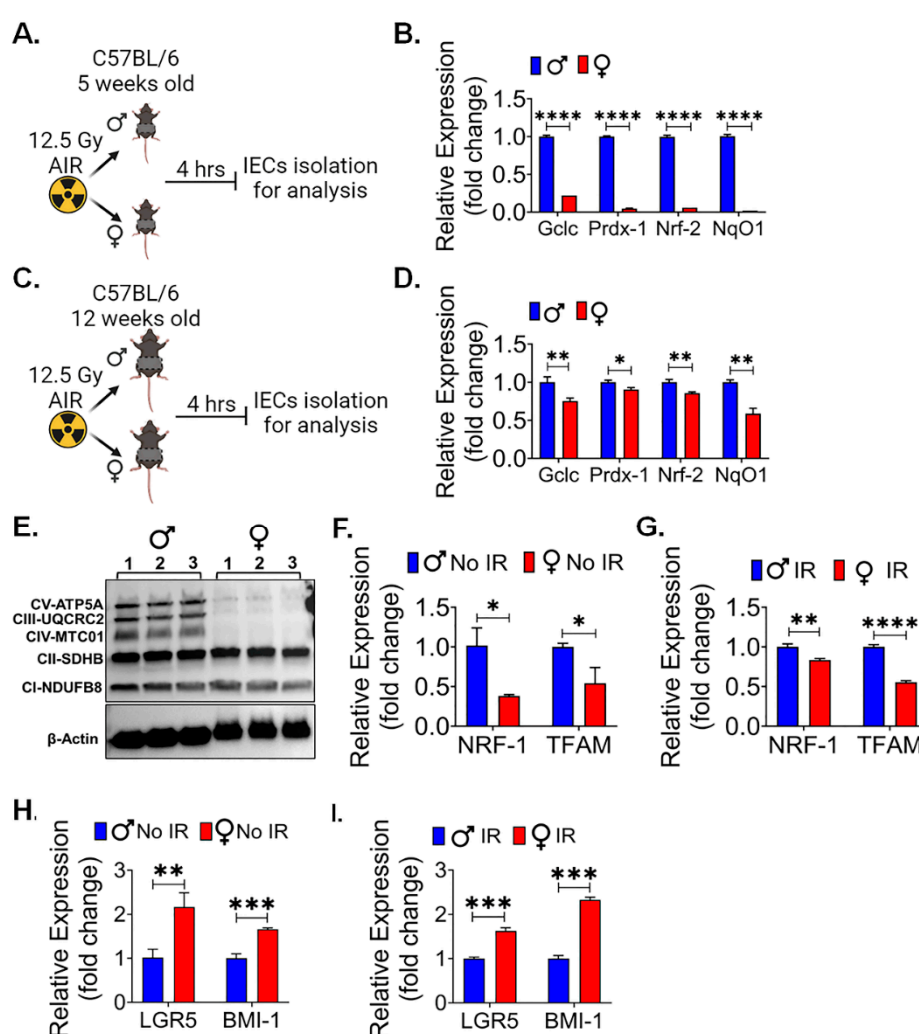 A.
C57BL/6
5 weeks old
♂
12.5 Gy
AIR
♀
4 hrs
IECs isolation
for analysis
B.
♂ ♀
Relative Expression
(fold change)
1.5
1.0
0.5
0.0
**** **** **** ****
Gclc Prdx-1 Nrf-2 NqO1
C.
C57BL/6
12 weeks old
♂
12.5 Gy
AIR
♀
4 hrs
IECs isolation
for analysis
D.
♂ ♀
Relative Expression
(fold change)
1.5
1.0
0.5
0.0
** * ** **
Gclc Prdx-1 Nrf-2 NqO1
E.
♂ ♀
1 2 3 1 2 3
CV-ATP5A
CIII-UQCRC2
CIV-MTC01
CII-SDHB
CI-NDUFB8
β-Actin
F.
♂ No IR ♀ No IR
Relative Expression
(fold change)
1.5
1.0
0.5
0.0
* *
NRF-1 TFAM
G.
♂ IR ♀ IR
Relative Expression
(fold change)
1.5
1.0
0.5
0.0
** ****
NRF-1 TFAM
H.
♂ No IR ♀ No IR
Relative Expression
(fold change)
3
2
1
0
** ***
LGR5 BMI-1
I.
♂ IR ♀ IR
Relative Expression
(fold change)
3
2
1
0
*** ***
LGR5 BMI-1